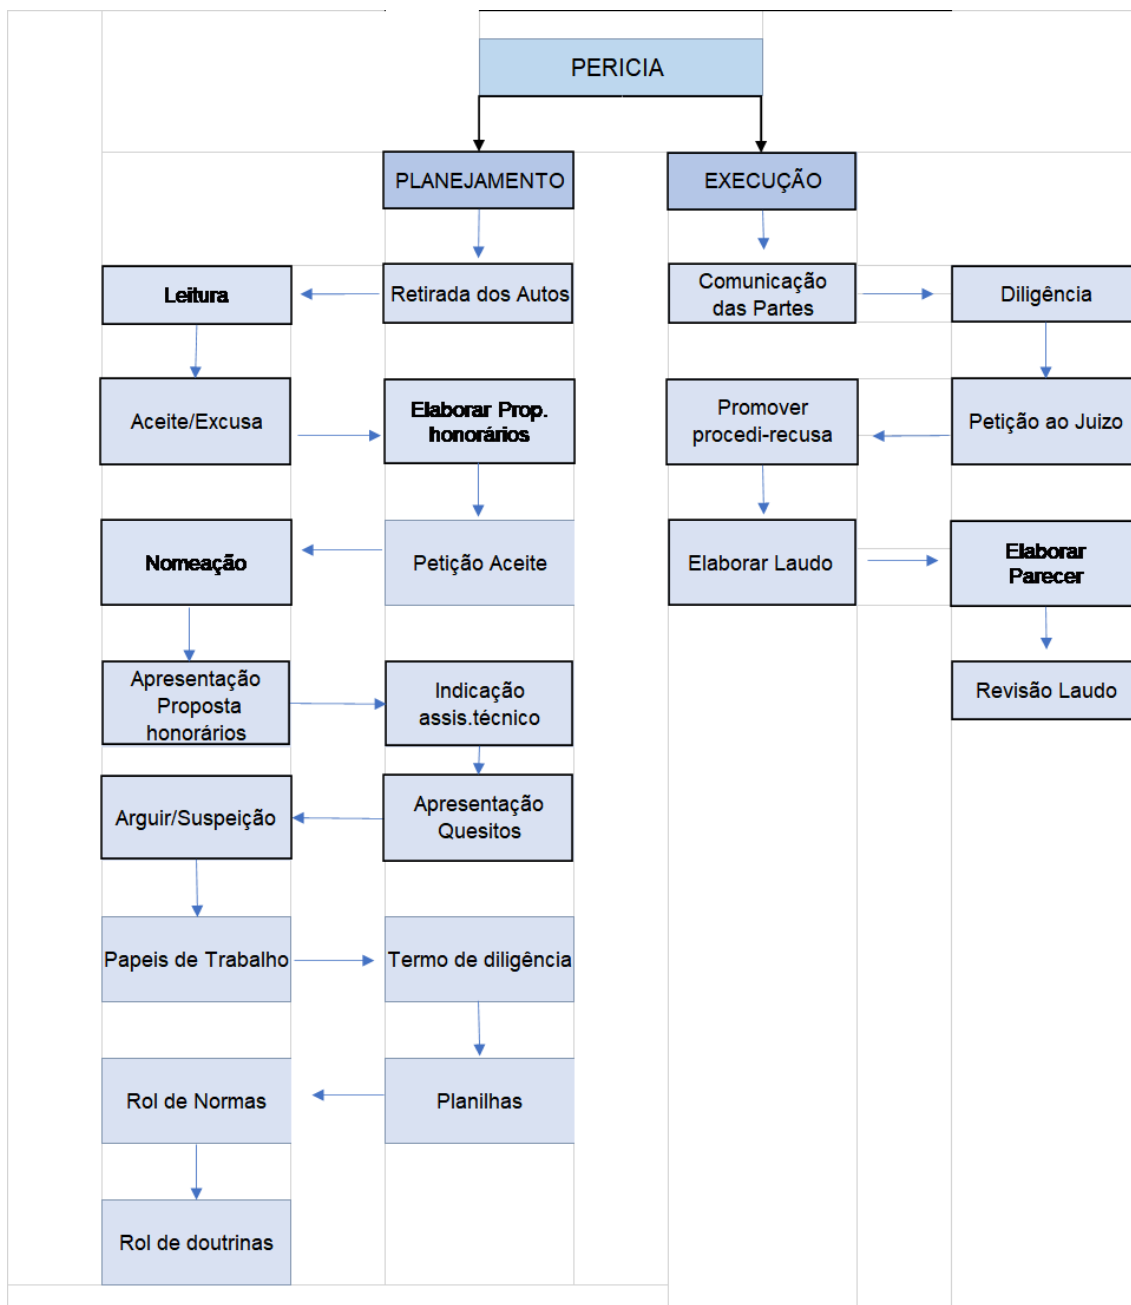 PERICIA
PLANEJAMENTO
EXECUÇÃO
Leitura
Retirada dos Autos
Comunicação
das Partes
Diligência
Aceite/Excusa
Elaborar Prop.
honorários
Promover
procedi-recusa
Petição ao Juizo
Nomeação
Petição Aceite
Elaborar Laudo
Elaborar
Parecer
Apresentação
Proposta
honorários
Indicação
assis.técnico
Revisão Laudo
Arguir/Suspeição
Apresentação
Quesitos
Papeis de Trabalho
Termo de diligência
Rol de Normas
Planilhas
Rol de doutrinas